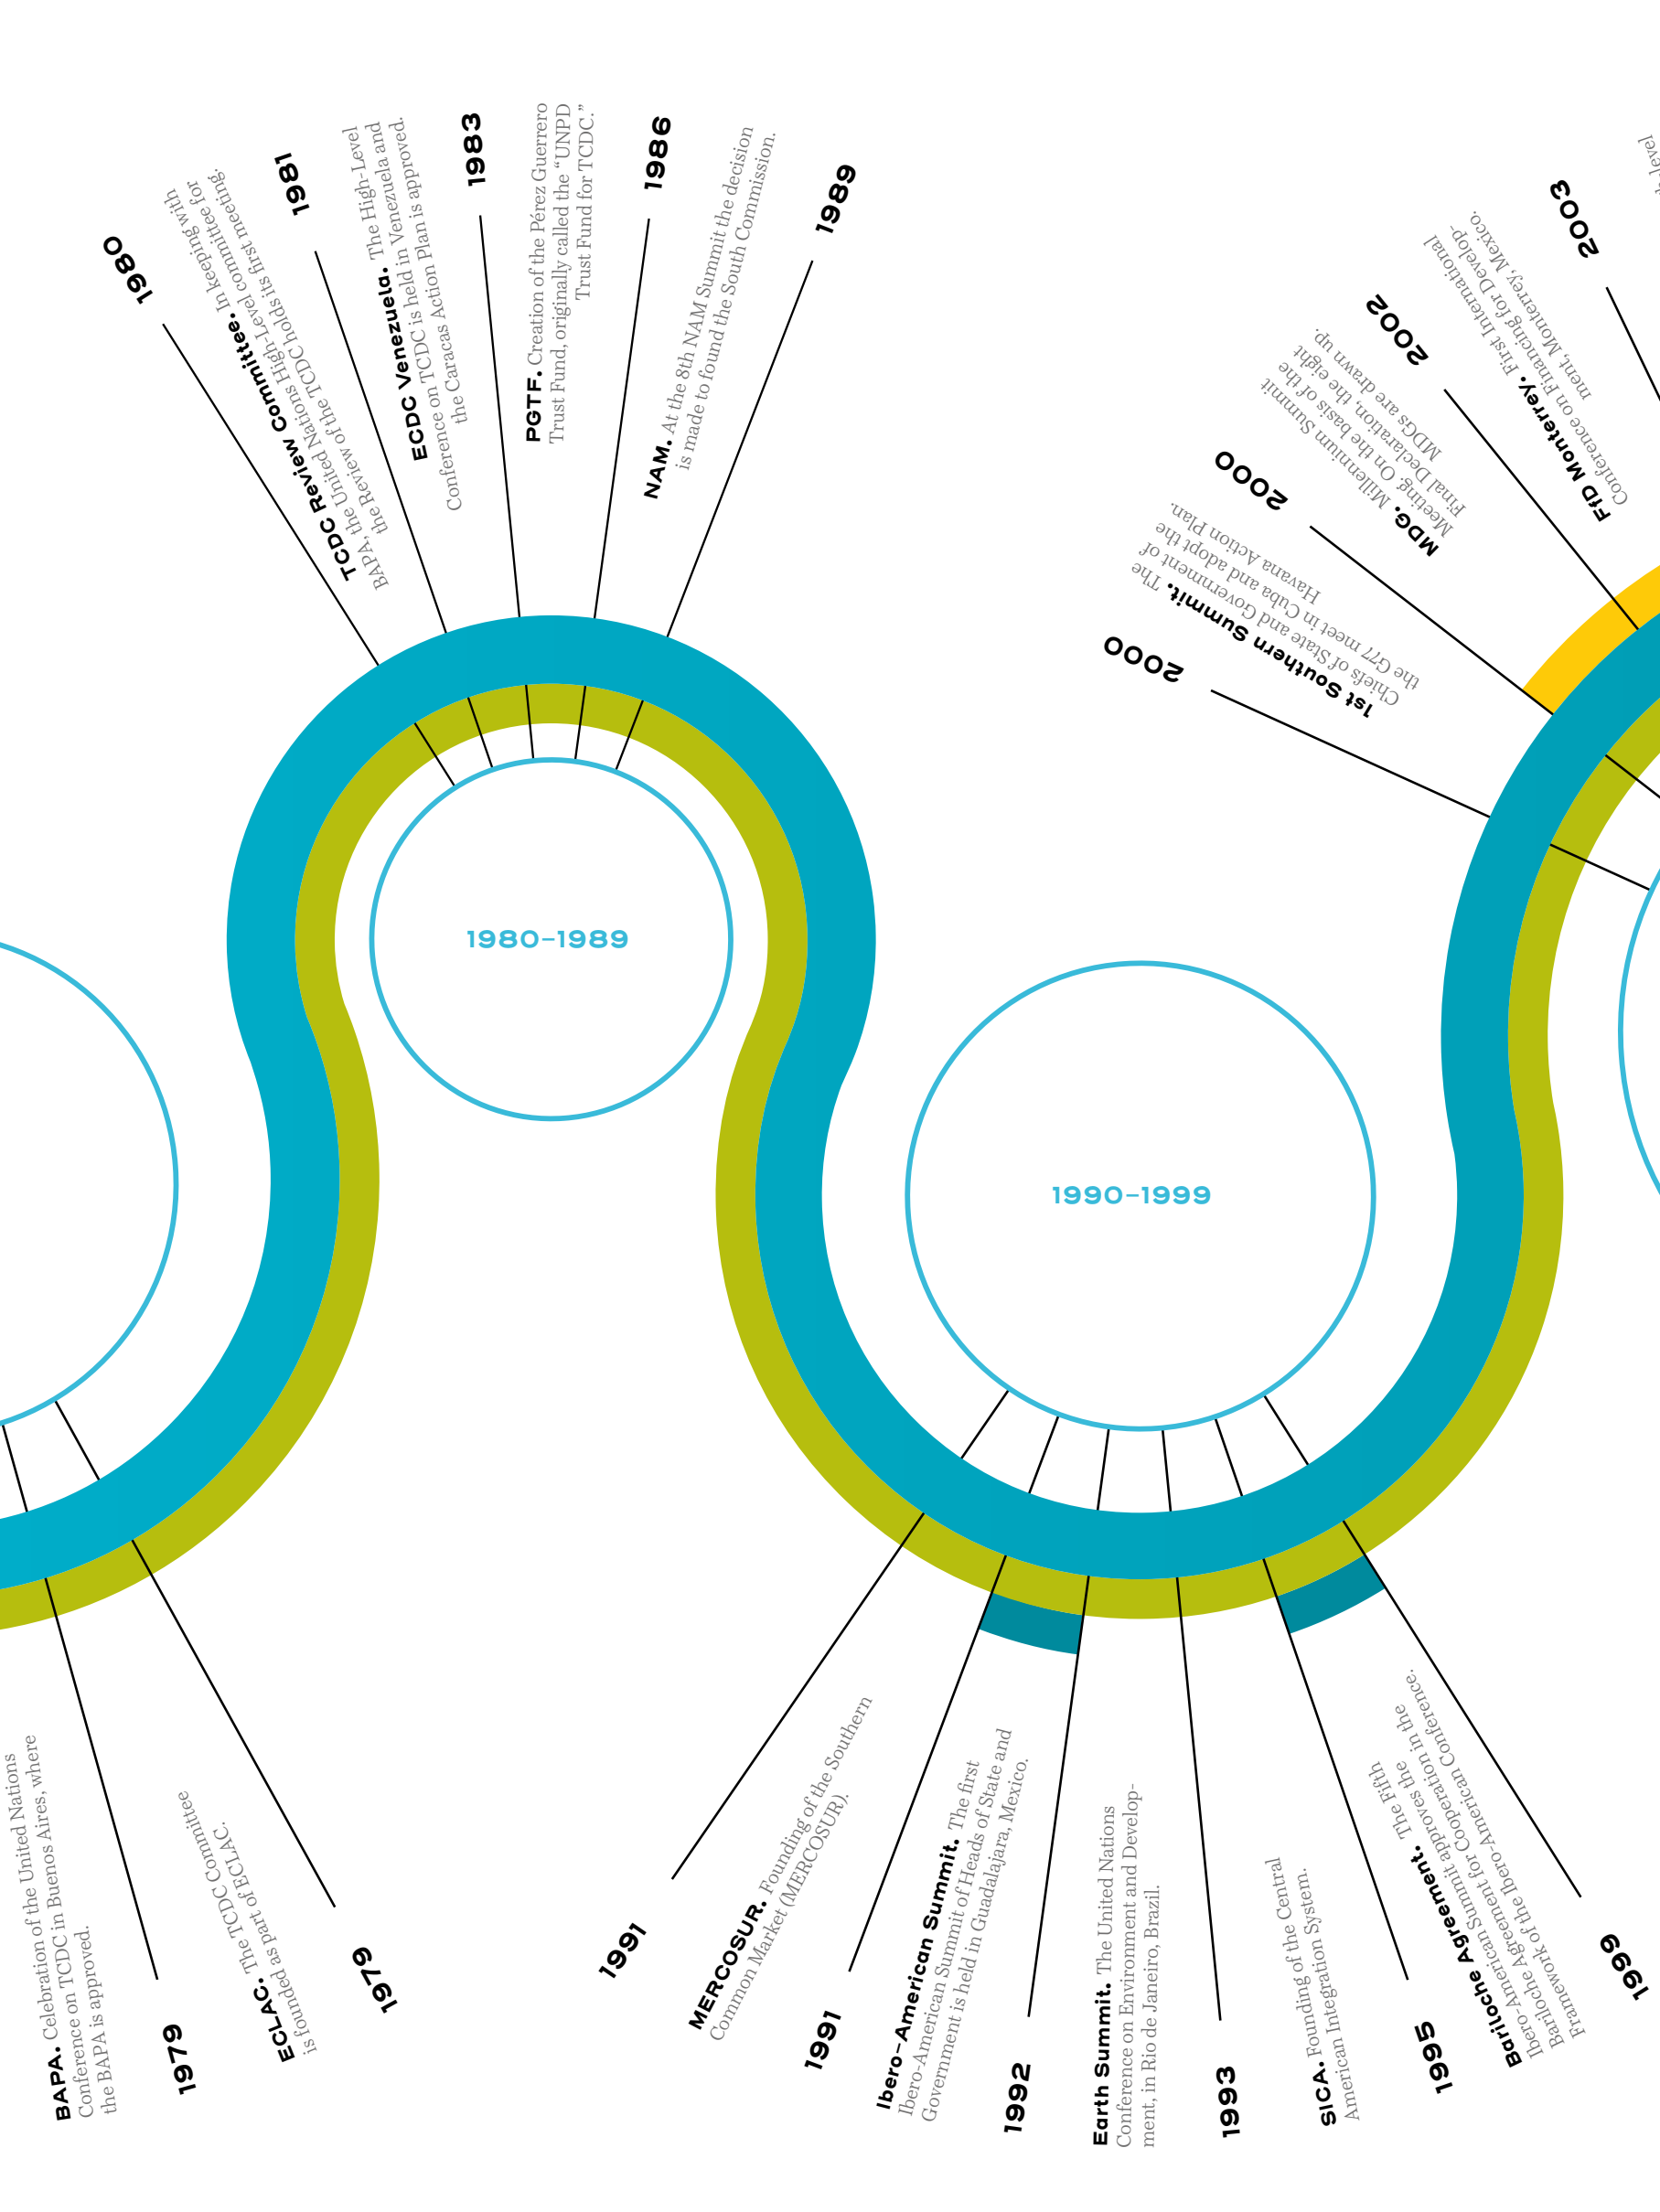 BAPA. Celebration of the United Nations
Conference on TCDC in Buenos Aires, where
the BAPA is approved.
1979
ECLAC. The TCDC Committee
is founded as part of ECLAC.
1979
1980
TCDC Review Committee. In keeping with
BAPA, the United Nations High-Level committee for
the Review of the TCDC holds its first meeting.
1981
ECDC Venezuela. The High-Level
Conference on TCDC is held in Venezuela and
the Caracas Action Plan is approved.
1983
PGTF. Creation of the Pérez Guerrero
Trust Fund, originally called the “UNPD
Trust Fund for TCDC.”
1986
NAM. At the 8th NAM Summit the decision
is made to found the South Commission.
1989
1980–1989
1990–1999
1991
MERCOSUR. Founding of the Southern
Common Market (MERCOSUR).
1991
Ibero-American Summit. The first
Ibero-American Summit of Heads of State and
Government is held in Guadalajara, Mexico.
1992
Earth Summit. The United Nations
Conference on Environment and Develop-
ment, in Rio de Janeiro, Brazil.
1993
SICA. Founding of the Central
American Integration System.
1995
Bariloche Agreement. The Fifth
Ibero-American Summit approves the
Bariloche Agreement for Cooperation in the
Framework of the Ibero-American Conference.
1999
2000
1st Southern Summit. The
Chiefs of State and Government of
the G77 meet in Cuba and adopt the
Havana Action Plan.
2000
MDG. Millennium Summit
Meeting. On the basis of the
Final Declaration, the eight
MDGs are drawn up.
2002
FfD Monterrey. First International
Conference on Financing for Develop-
ment, Monterrey, Mexico.
2003
level